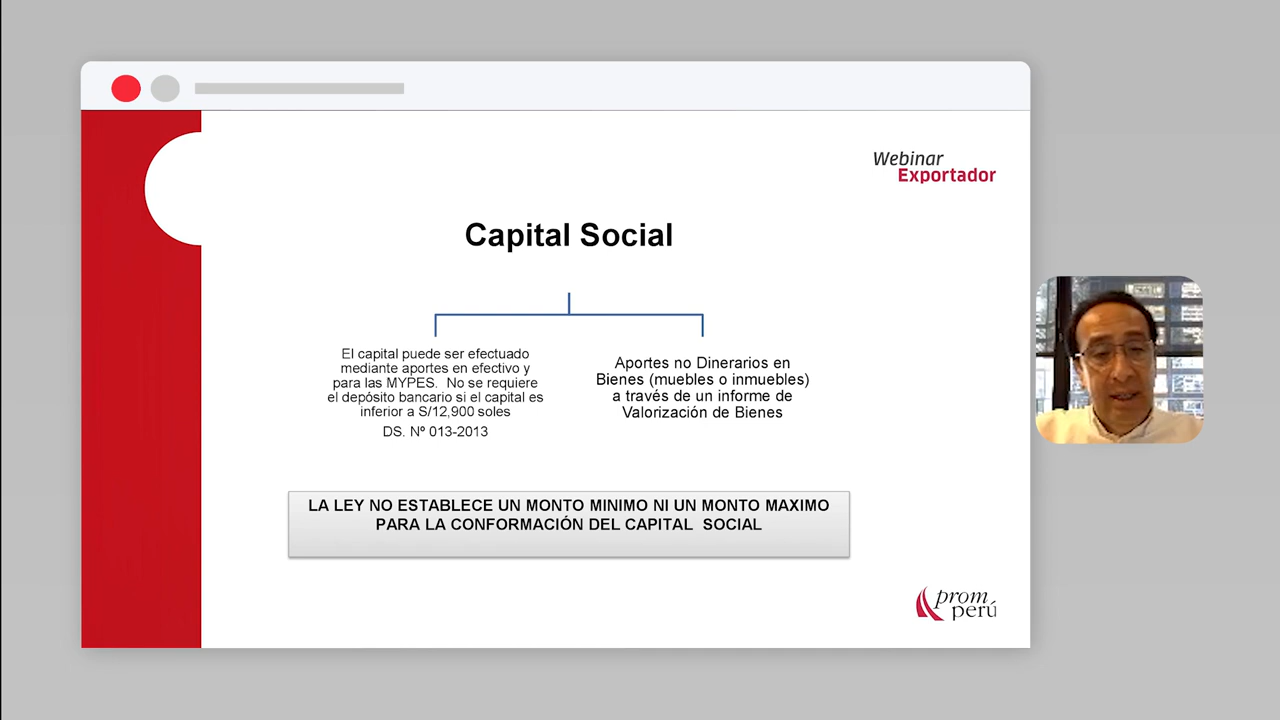 Webinar
Exportador
Capital Social
El capital puede ser efectuado
mediante aportes en efectivo y
para las MYPES. No se requiere
el depósito bancario si el capital es
inferior a S/12,900 soles
DS. Nº 013-2013
Aportes no Dinerarios en
Bienes (muebles o inmuebles)
a través de un informe de
Valorización de Bienes
LA LEY NO ESTABLECE UN MONTO MINIMO NI UN MONTO MAXIMO
PARA LA CONFORMACIÓN DEL CAPITAL SOCIAL
prom
perú